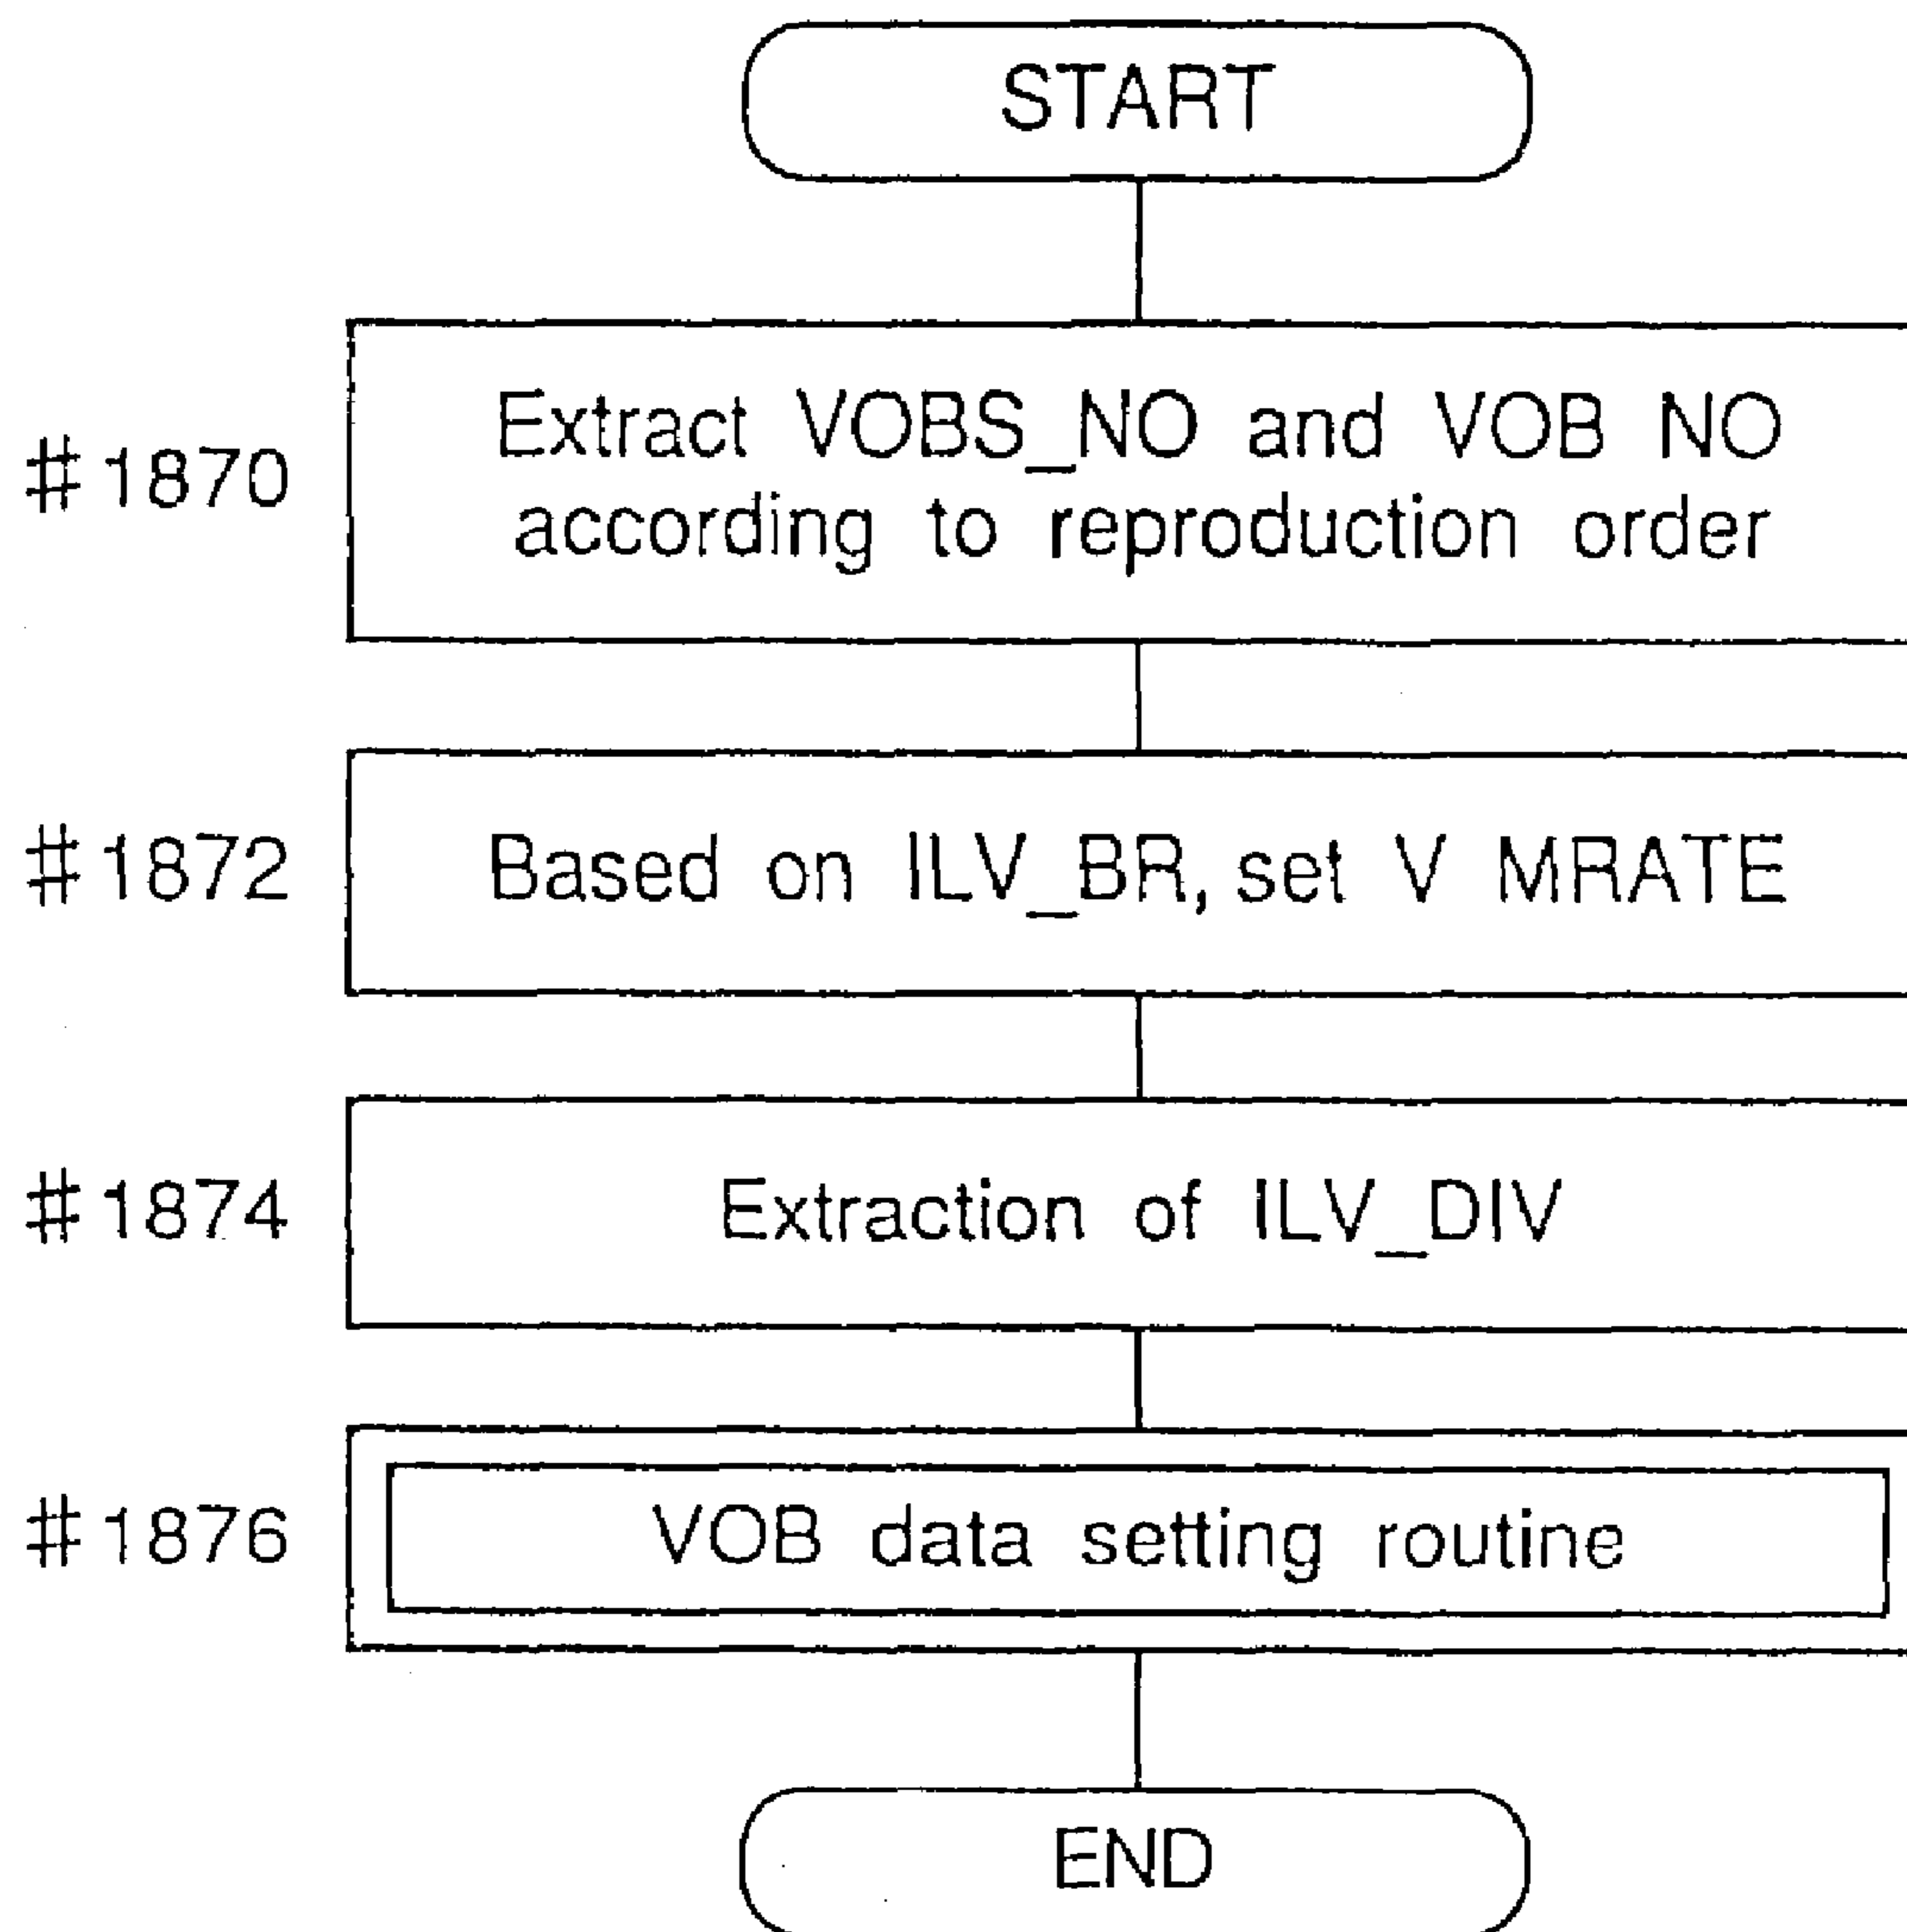 START
#1870
Extract VOBS_NO and VOB NO
according to reproduction order
#1872
Based on ILV_BR, set V MRATE
#1874
Extraction of ILV_DIV
#1876
VOB data setting routine
END